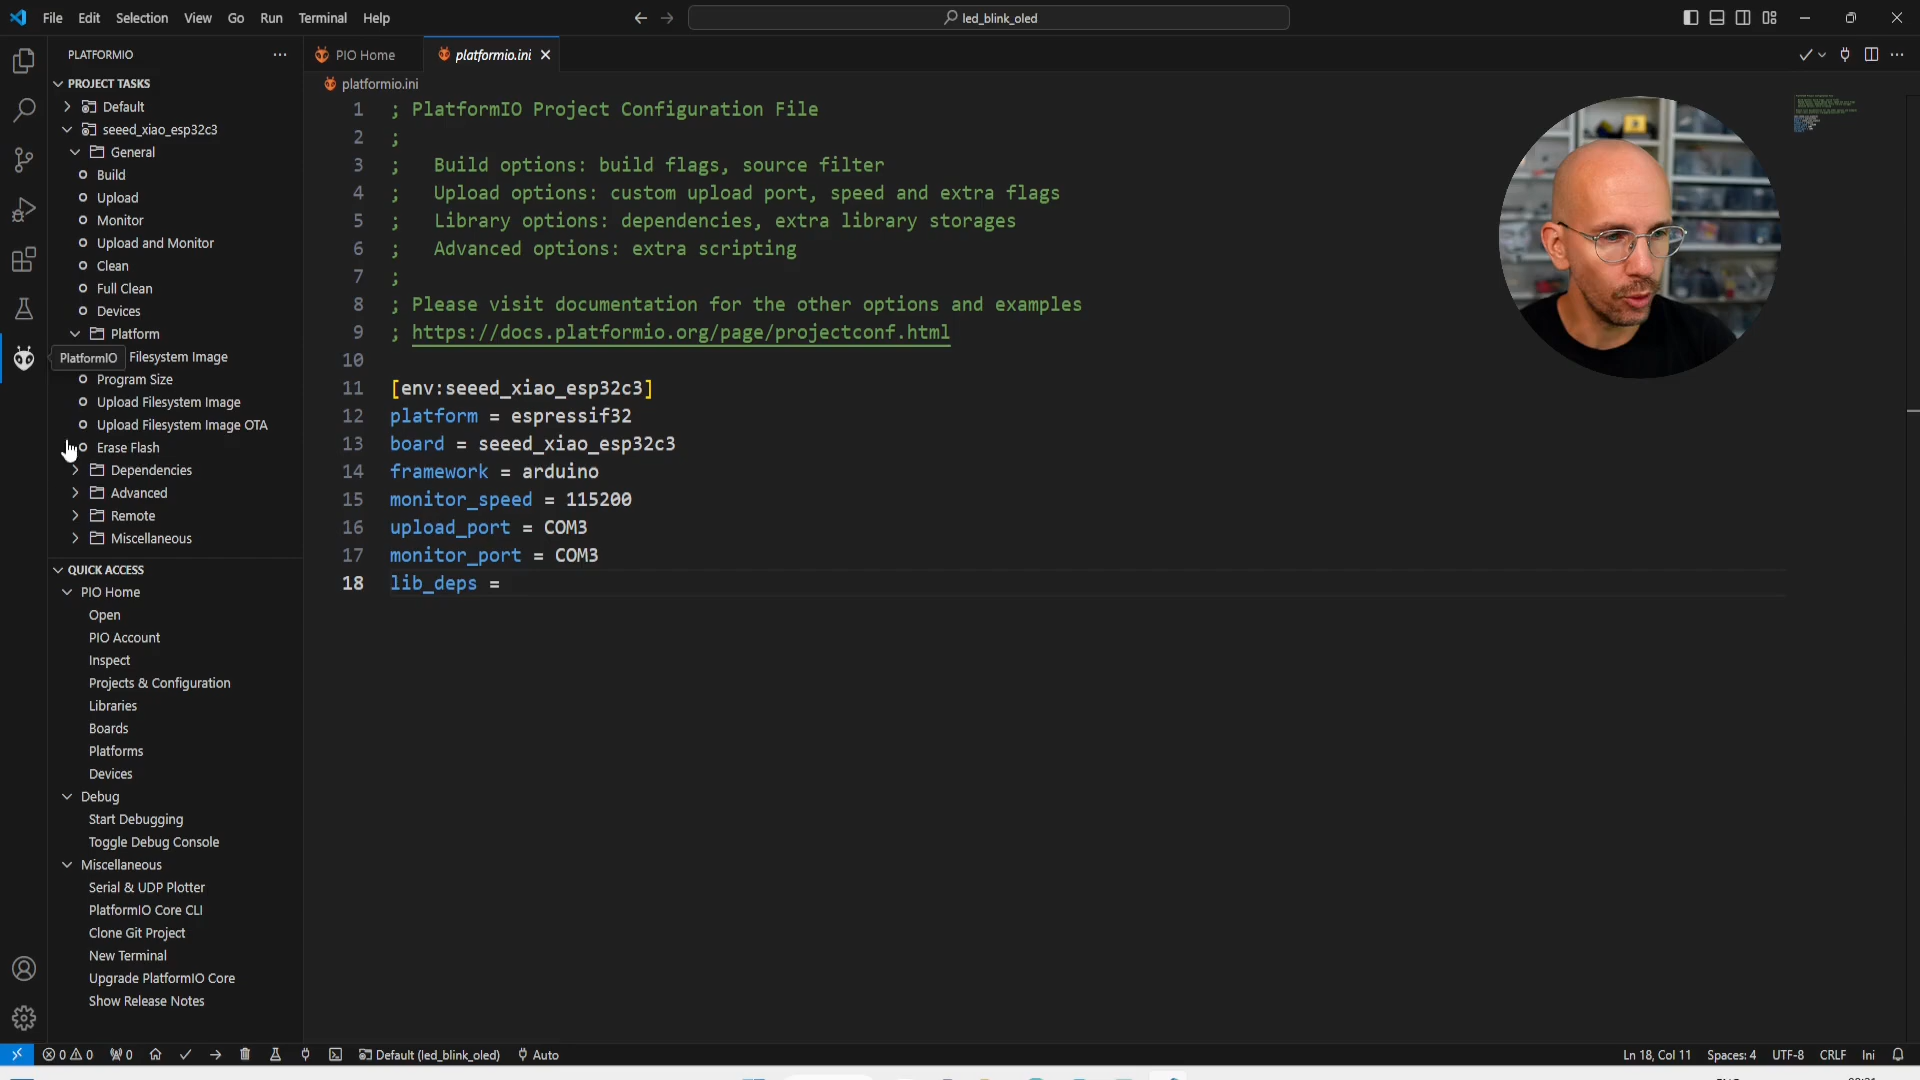 File Edit Selection View Go Run Terminal Help
led_blink_oled
PLATFORMIO
PROJECT TASKS
Default
seeed_xiao_esp32c3
General
Build
Upload
Monitor
Upload and Monitor
Clean
Full Clean
Devices
Platform
PlatformIO
Filesystem Image
Program Size
Upload Filesystem Image
Upload Filesystem Image OTA
Erase Flash
Dependencies
Advanced
Remote
Miscellaneous
QUICK ACCESS
PIO Home
Open
PIO Account
Inspect
Projects & Configuration
Libraries
Boards
Platforms
Devices
Debug
Start Debugging
Toggle Debug Console
Miscellaneous
Serial & UDP Plotter
PlatformIO Core CLI
Clone Git Project
New Terminal
Upgrade PlatformIO Core
Show Release Notes
PIO Home platformio.ini
platformio.ini
1 ; PlatformIO Project Configuration File
2 ;
3 ;   Build options: build flags, source filter
4 ;   Upload options: custom upload port, speed and extra flags
5 ;   Library options: dependencies, extra library storages
6 ;   Advanced options: extra scripting
7 ;
8 ; Please visit documentation for the other options and examples
9 ; https://docs.platformio.org/page/projectconf.html
10
11 [env:seeed_xiao_esp32c3]
12 platform = espressif32
13 board = seeed_xiao_esp32c3
14 framework = arduino
15 monitor_speed = 115200
16 upload_port = COM3
17 monitor_port = COM3
18 lib_deps =
0 0 0 Default (led_blink_oled) Auto Ln 18, Col 11 Spaces: 4 UTF-8 CRLF Ini